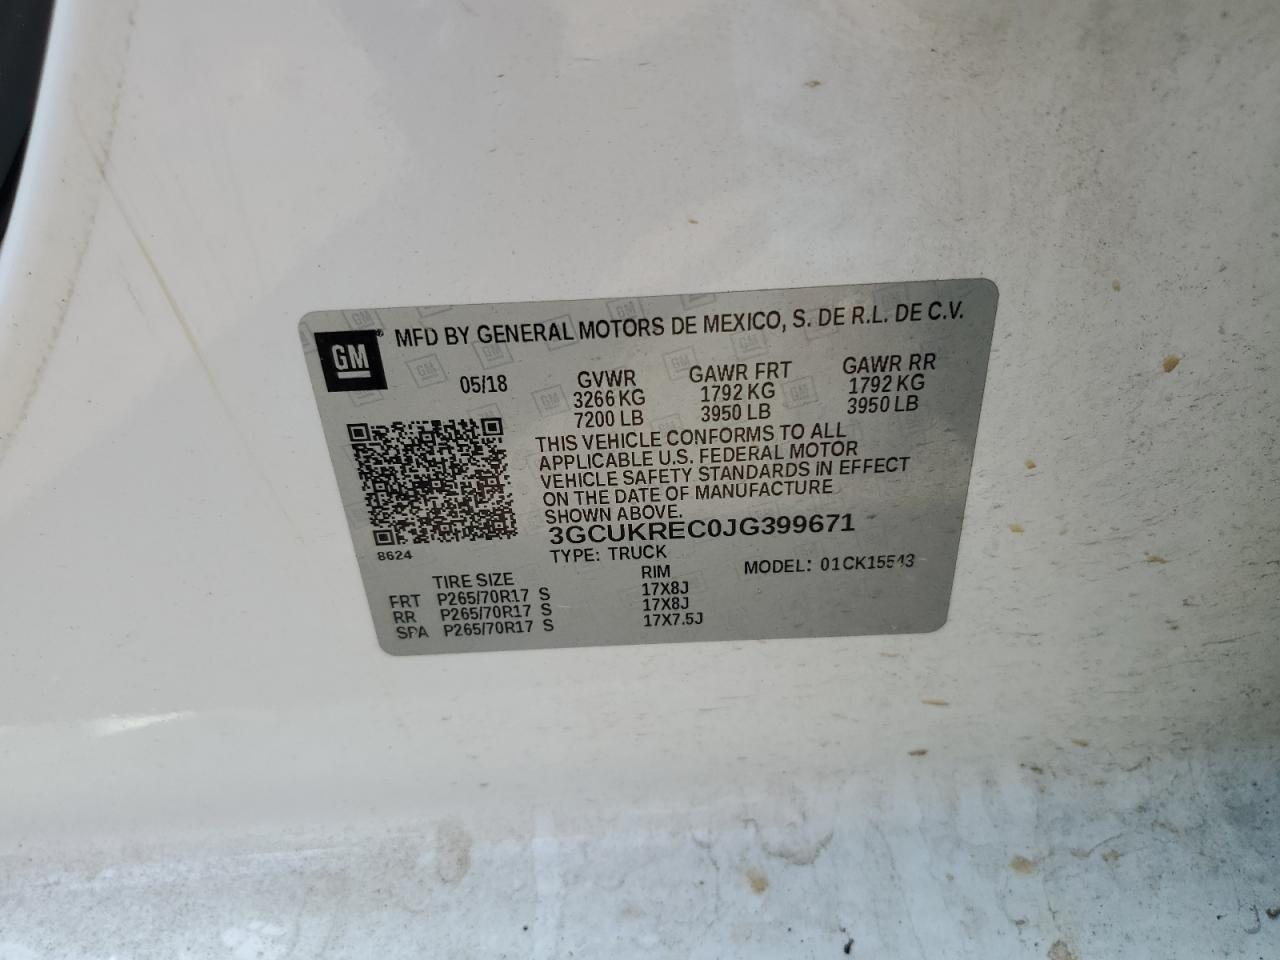 GM
MFD BY GENERAL MOTORS DE MEXICO, S. DE R.L. DE C.V.
05/18
GVWR GAWR FRT GAWR RR
3266 KG 1792 KG 1792 KG
7200 LB 3950 LB 3950 LB
THIS VEHICLE CONFORMS TO ALL
APPLICABLE U.S. FEDERAL MOTOR
VEHICLE SAFETY STANDARDS IN EFFECT
ON THE DATE OF MANUFACTURE
SHOWN ABOVE.
3GCUKREC0JG399671
8624
TYPE: TRUCK MODEL: 01CK15543
TIRE SIZE RIM
FRT P265/70R17 S 17X8J
RR P265/70R17 S 17X8J
SPA P265/70R17 S 17X7.5J